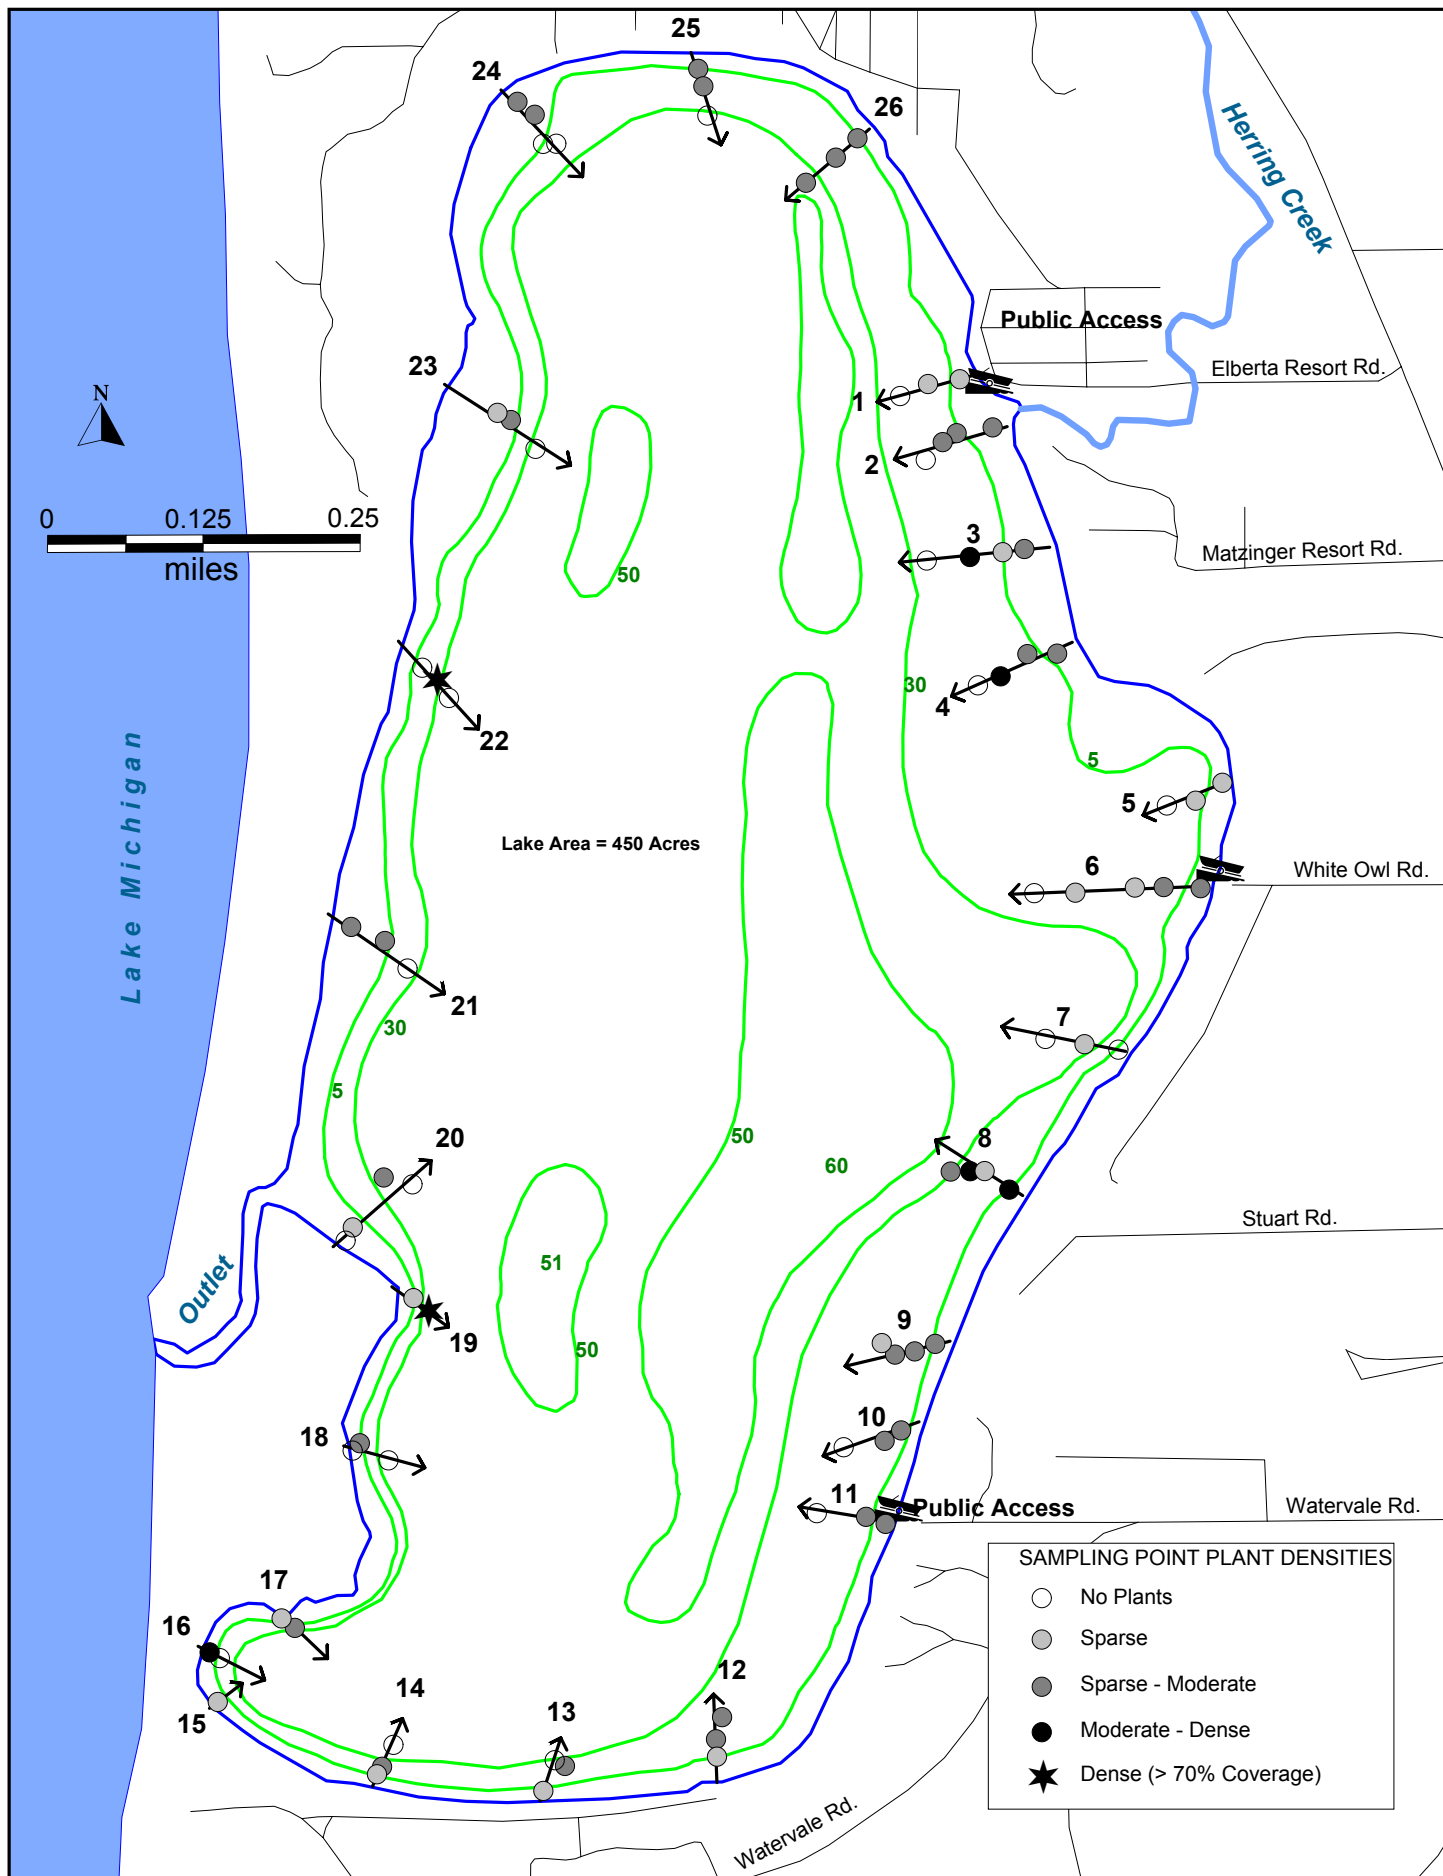 25
24
26
Herring Creek
Public Access
23
Elberta Resort Rd.
1
N
2
0 0.125 0.25
miles
3
Matzinger Resort Rd.
50
30
4
22
5
5
Lake Michigan
Lake Area = 450 Acres
6
White Owl Rd.
21
30
7
5
20
50
8
60
Stuart Rd.
Outlet
51
9
19
50
10
18
11
Public Access
Watervale Rd.
SAMPLING POINT PLANT DENSITIES
No Plants
Sparse
Sparse - Moderate
Moderate - Dense
Dense (> 70% Coverage)
17
16
12
14
13
15
Watervale Rd.